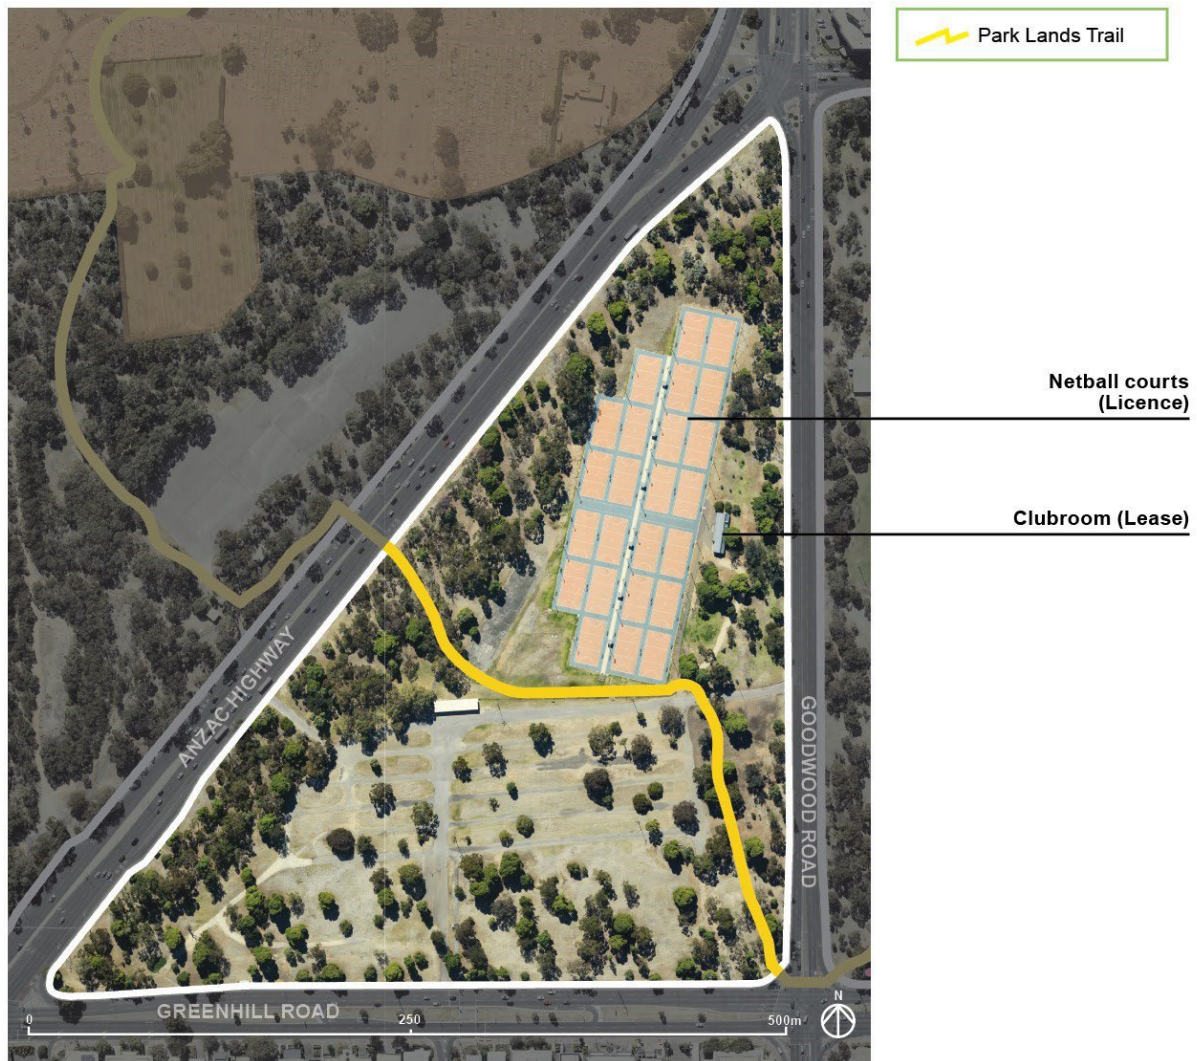 Park Lands Trail
Netball courts
(Licence)
Clubroom (Lease)
ANZAC HIGHWAY
GOODWOOD ROAD
GREENHILL ROAD
N
0
250
500m